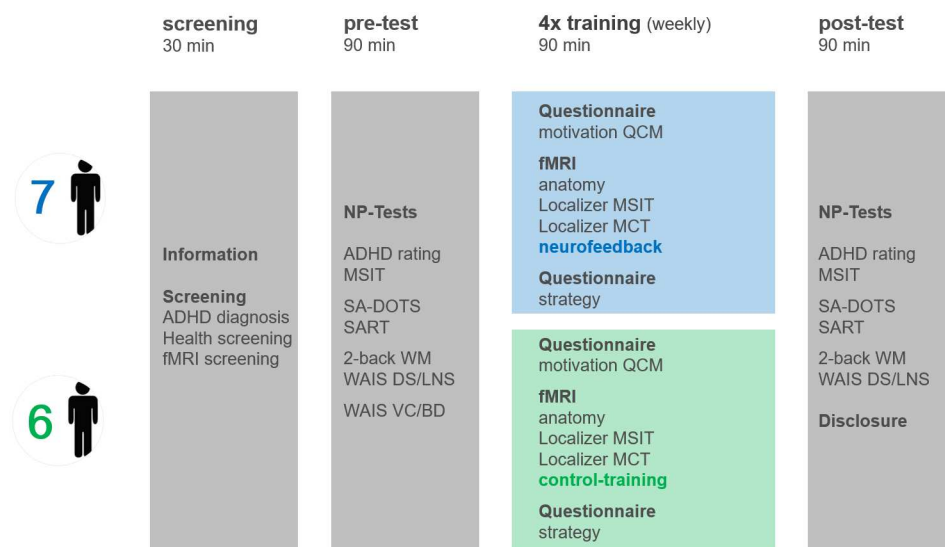 screening
30 min
pre-test
90 min
4x training (weekly)
90 min
post-test
90 min
7
6
Information
Screening
ADHD diagnosis
Health screening
fMRI screening
NP-Tests
ADHD rating
MSIT
SA-DOTS
SART
2-back WM
WAIS DS/LNS
WAIS VC/BD
Questionnaire
motivation QCM
fMRI
anatomy
Localizer MSIT
Localizer MCT
neurofeedback
Questionnaire
strategy
Questionnaire
motivation QCM
fMRI
anatomy
Localizer MSIT
Localizer MCT
control-training
Questionnaire
strategy
NP-Tests
ADHD rating
MSIT
SA-DOTS
SART
2-back WM
WAIS DS/LNS
Disclosure